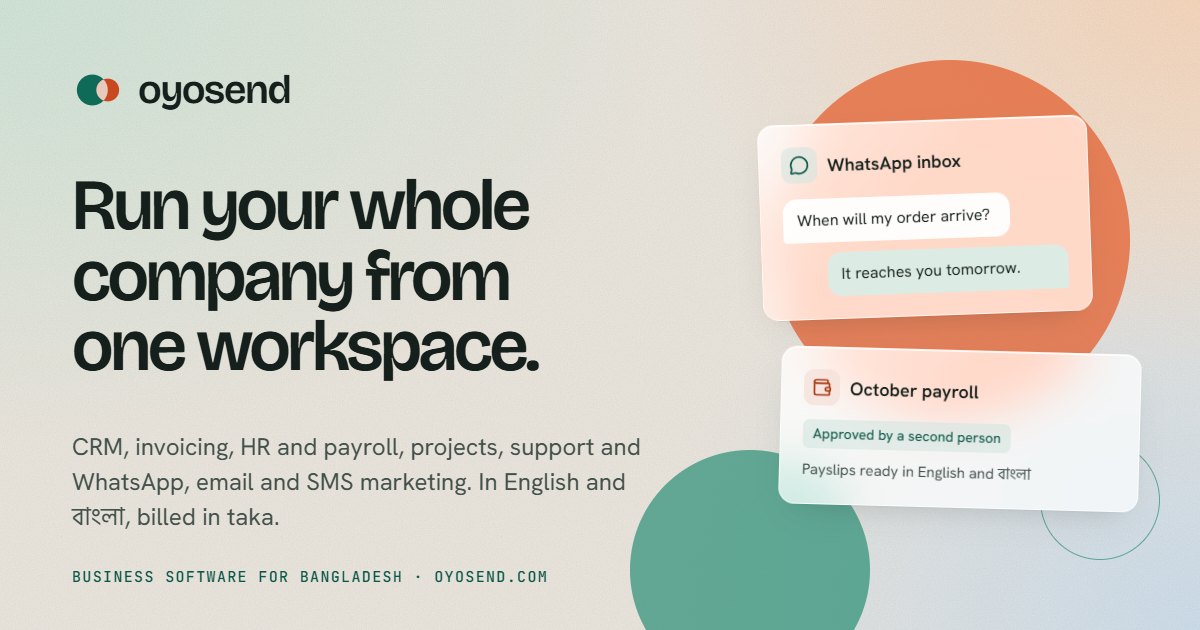 oyosend
Run your whole
company from
one workspace.
CRM, invoicing, HR and payroll, projects, support and
WhatsApp, email and SMS marketing. In English and
বাংলা, billed in taka.
BUSINESS SOFTWARE FOR BANGLADESH · OYOSEND.COM
WhatsApp inbox
When will my order arrive?
It reaches you tomorrow.
October payroll
Approved by a second person
Payslips ready in English and বাংলা